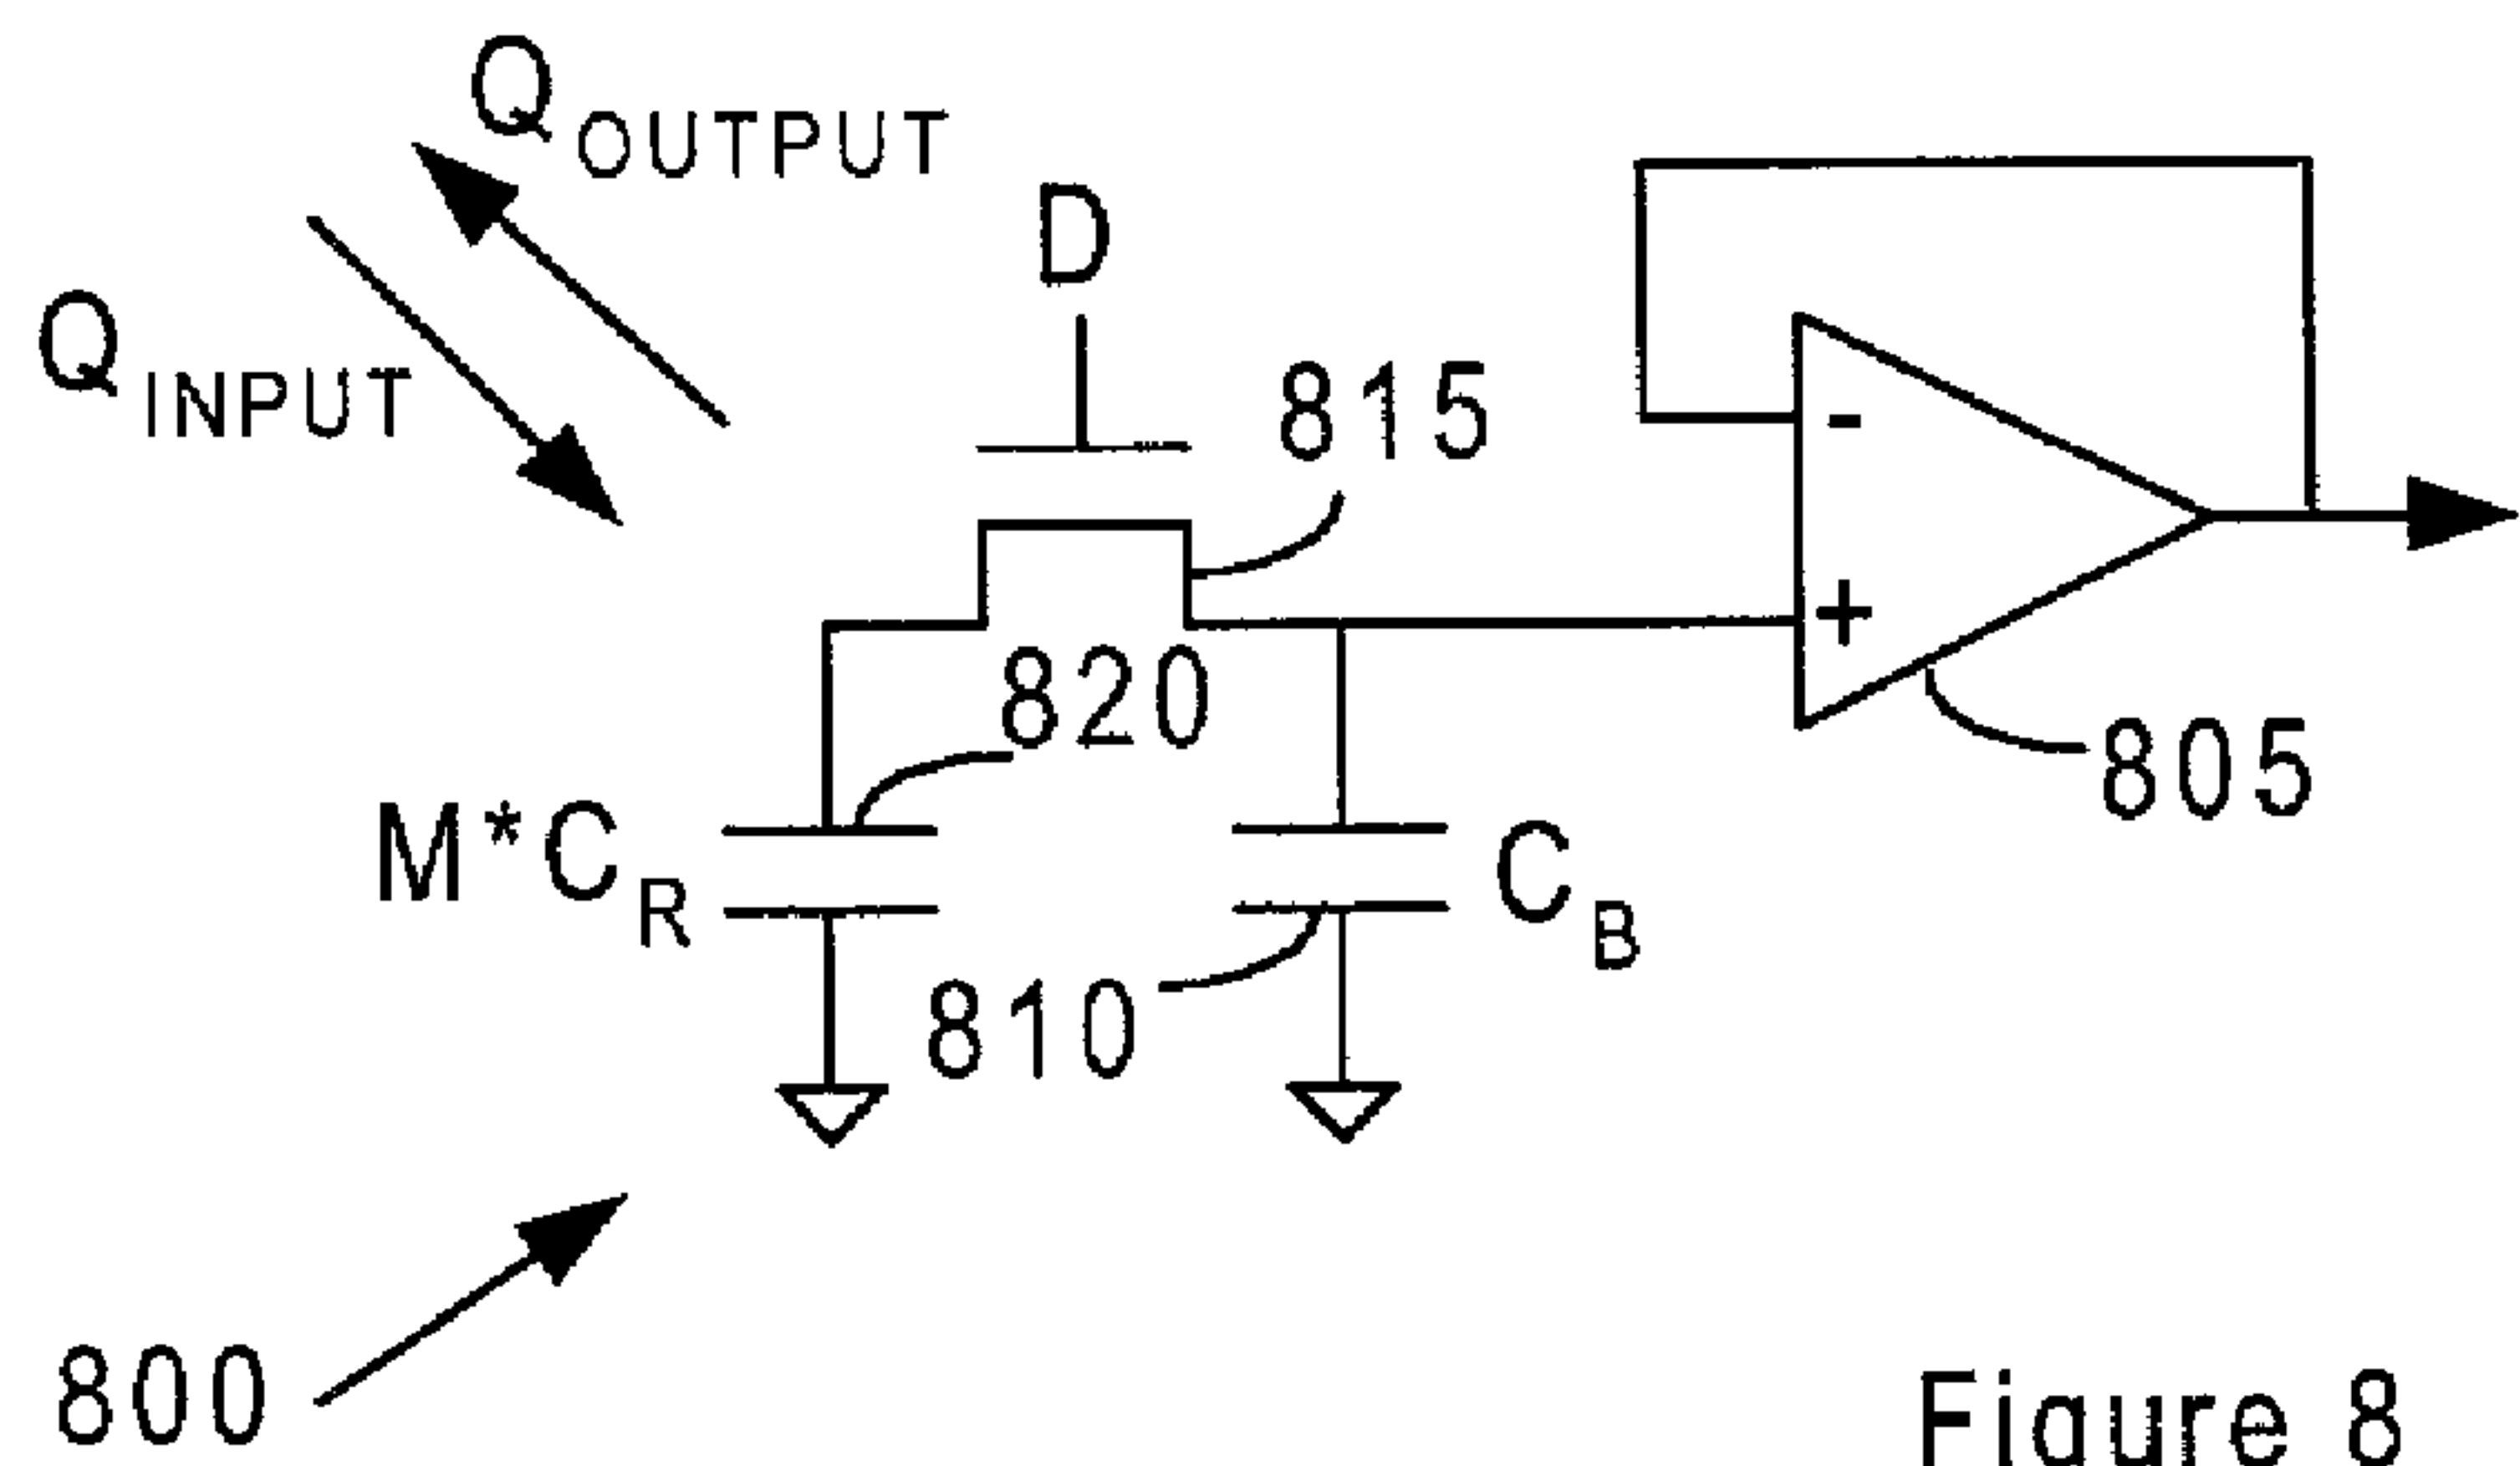 Q OUTPUT
Q INPUT
D
815
-
+
820
805
M*C R
C B
810
800
Figure 8